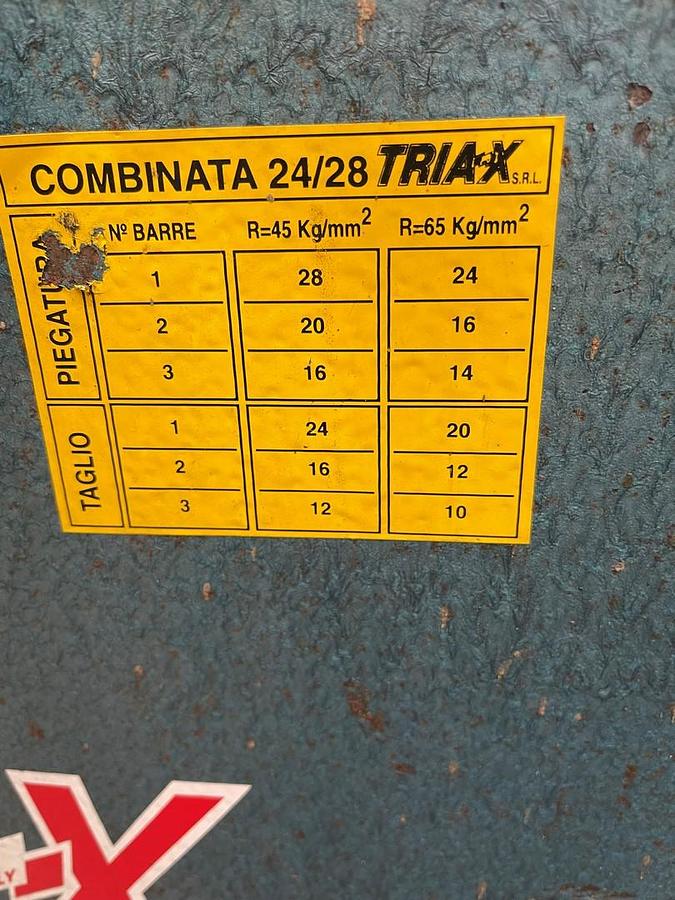 COMBINATA 24/28 TRIAX S.R.L.
Nº BARRE R=45 Kg/mm² R=65 Kg/mm²
PIEGATURA
1 28 24
2 20 16
3 16 14
TAGLIO
1 24 20
2 16 12
3 12 10
X